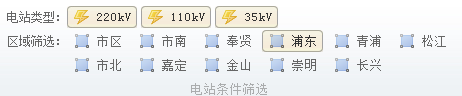 电站类型: 220kV 110kV 35kV
区域筛选: 市区 市南 奉贤 浦东 青浦 松江
市北 嘉定 金山 崇明 长兴
电站条件筛选